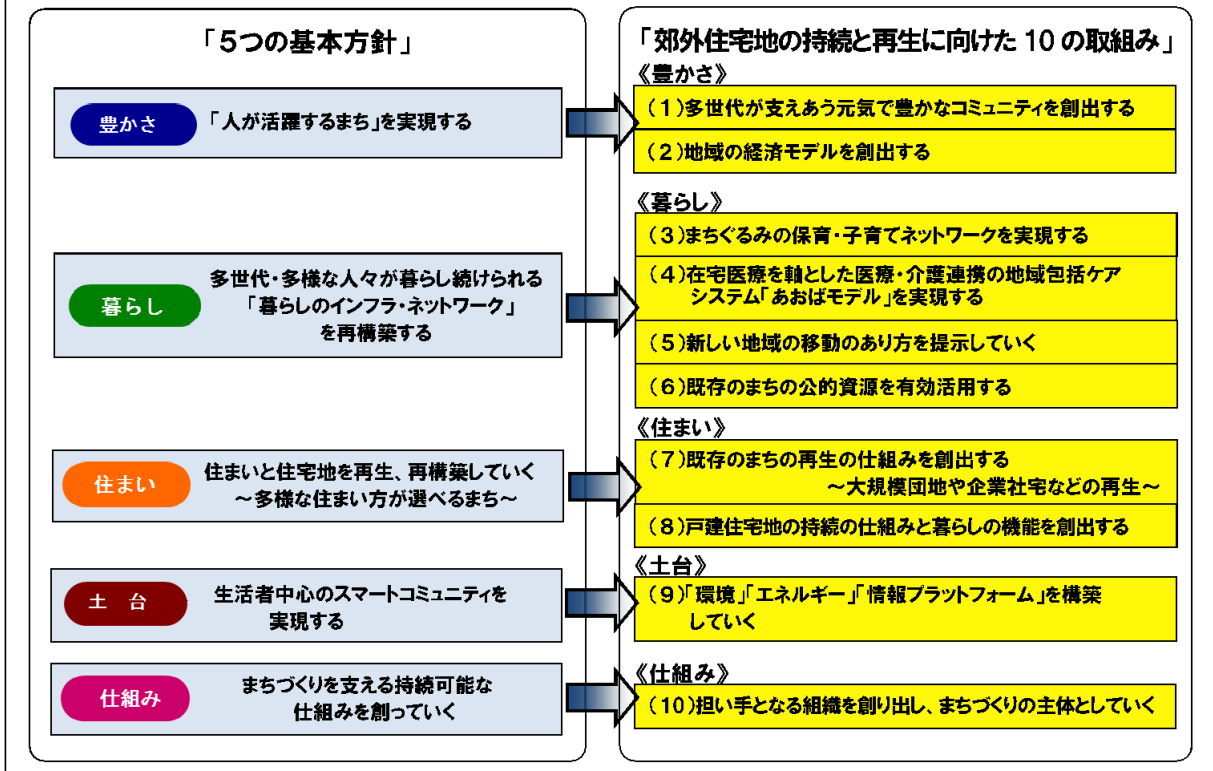 「5つの基本方針」
豊かさ
「人が活躍するまち」を実現する
暮らし
多世代・多様な人々が暮らし続けられる
「暮らしのインフラ・ネットワーク」
を再構築する
住まい
住まいと住宅地を再生、再構築していく
～多様な住まい方が選べるまち～
土 台
生活者中心のスマートコミュニティを
実現する
仕組み
まちづくりを支える持続可能な
仕組みを創っていく
「郊外住宅地の持続と再生に向けた10の取組み」
《豊かさ》
(1)多世代が支えあう元気で豊かなコミュニティを創出する
(2)地域の経済モデルを創出する
《暮らし》
(3)まちぐるみの保育・子育てネットワークを実現する
(4)在宅医療を軸とした医療・介護連携の地域包括ケア
システム「あおばモデル」を実現する
(5)新しい地域の移動のあり方を提示していく
(6)既存のまちの公的資源を有効活用する
《住まい》
(7)既存のまちの再生の仕組みを創出する
～大規模団地や企業社宅などの再生～
(8)戸建住宅地の持続の仕組みと暮らしの機能を創出する
《土台》
(9)「環境」「エネルギー」「情報プラットフォーム」を構築
していく
《仕組み》
(10)担い手となる組織を創り出し、まちづくりの主体としていく